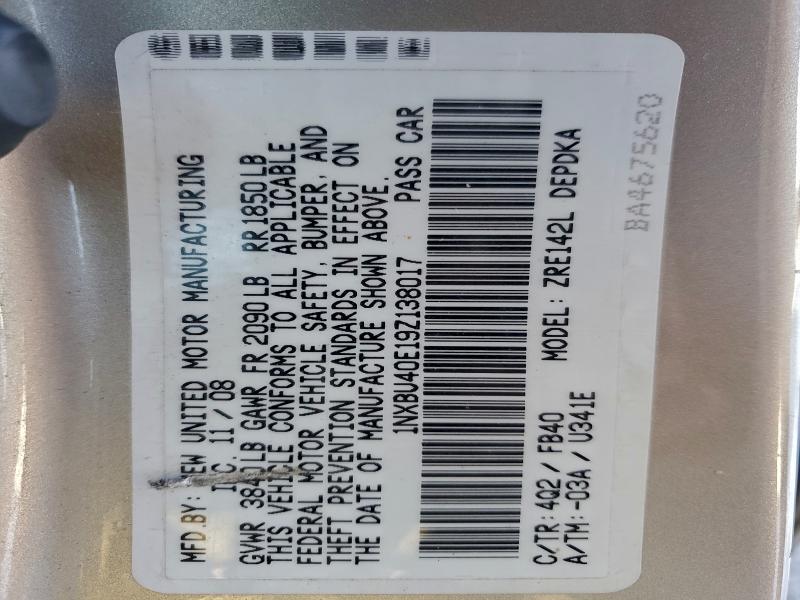 MFD.BY: NEW UNITED MOTOR MANUFACTURING
INC. 11 / 08
GVWR 3840LB GAWR FR 2090LB RR 1850LB
THIS VEHICLE CONFORMS TO ALL APPLICABLE
FEDERAL MOTOR VEHICLE SAFETY, BUMPER, AND
THEFT PREVENTION STANDARDS IN EFFECT ON
THE DATE OF MANUFACTURE SHOWN ABOVE.
1NXBU40E19Z138017 PASS CAR
C/TR: 4Q2 / FB40 MODEL: ZRE142L DEPDKA
A/TM: -03A / U341E
BA4675620